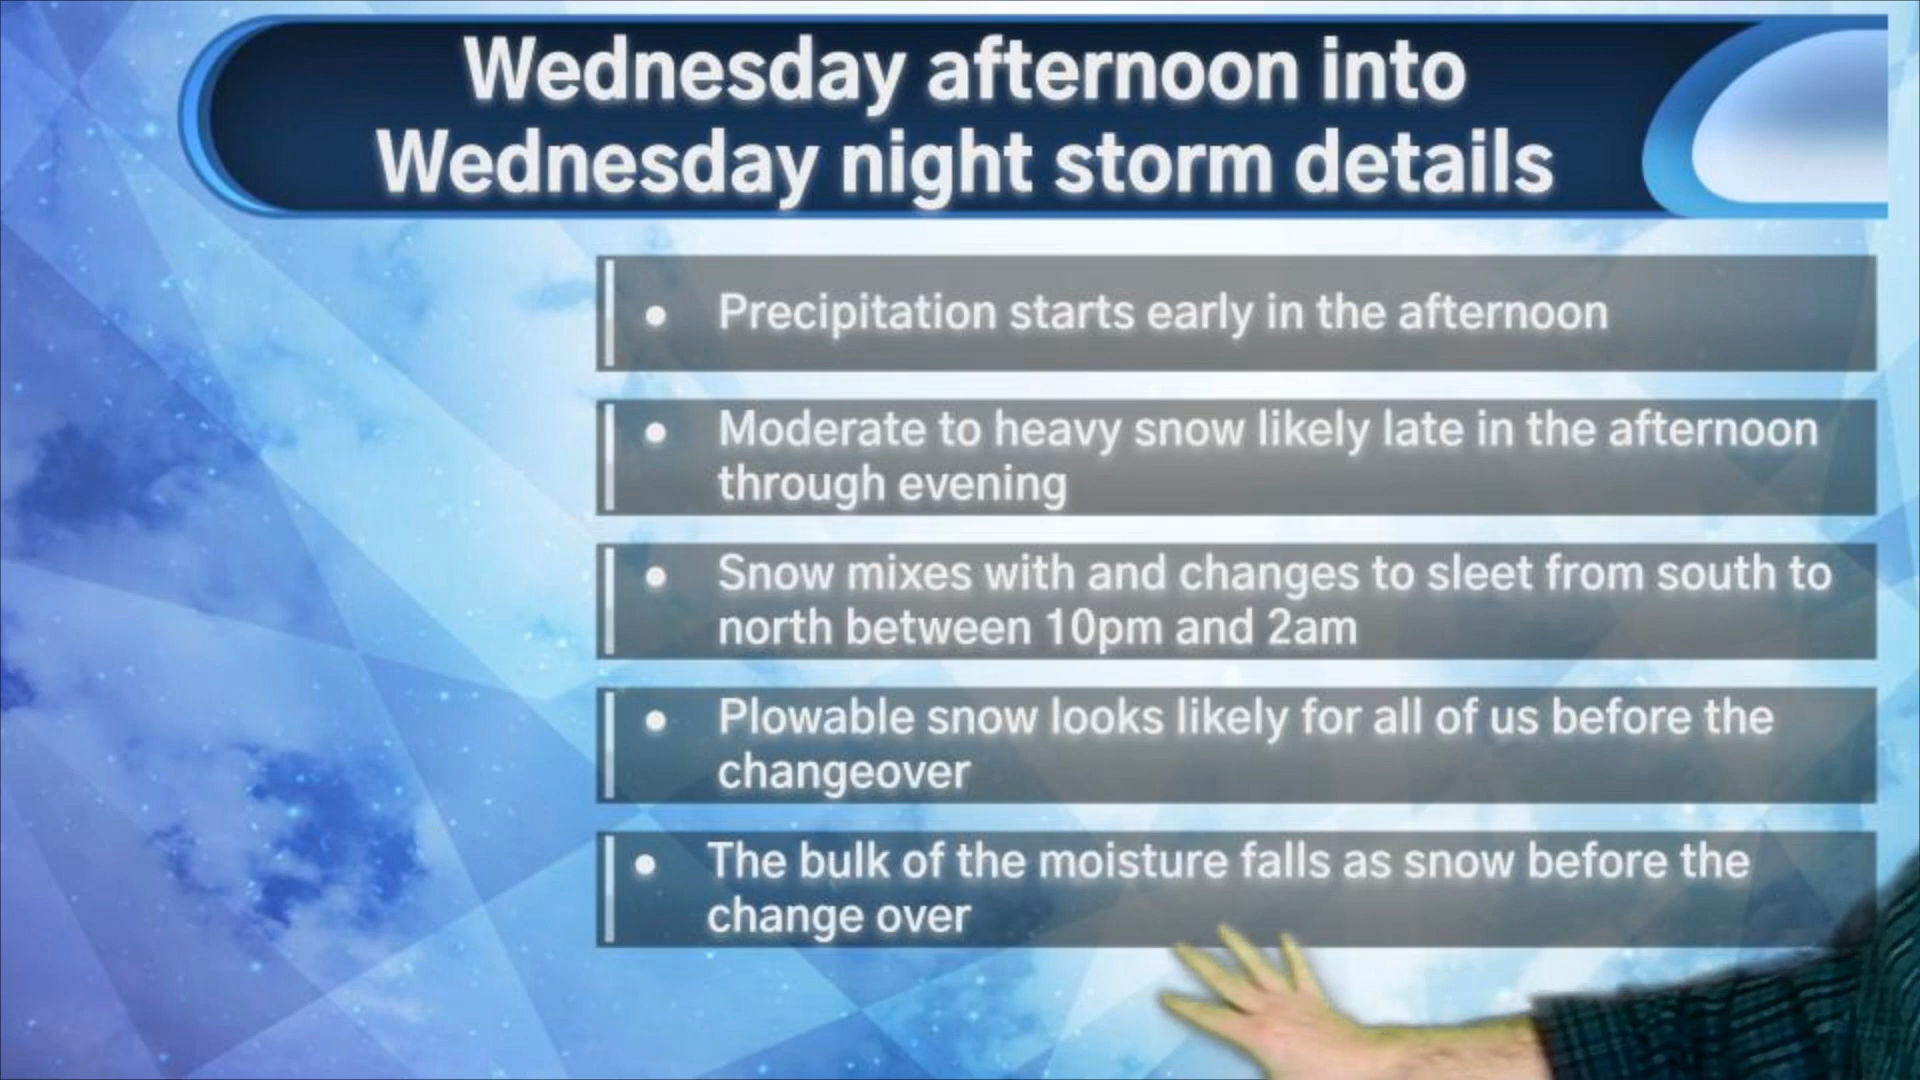 Wednesday afternoon into
Wednesday night storm details
• Precipitation starts early in the afternoon
• Moderate to heavy snow likely late in the afternoon
through evening
• Snow mixes with and changes to sleet from south to
north between 10pm and 2am
• Plowable snow looks likely for all of us before the
changeover
• The bulk of the moisture falls as snow before the
change over